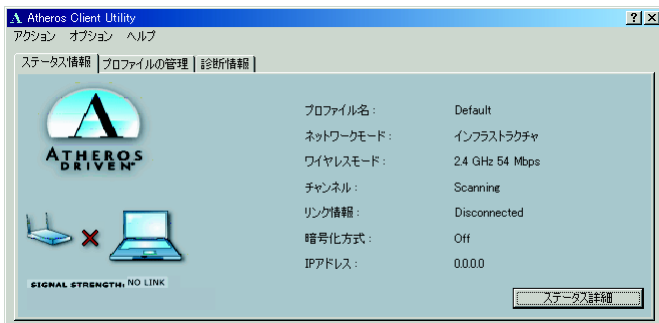 Atheros Client Utility
アクション オプション ヘルプ
ステータス情報 プロファイルの管理 診断情報
ATHEROS
DRIVEN™
プロファイル名 : Default
ネットワークモード : インフラストラクチャ
ワイヤレスモード : 2.4 GHz 54 Mbps
チャンネル : Scanning
リンク情報 : Disconnected
暗号化方式 : Off
IPアドレス : 0.0.0.0
SIGNAL STRENGTH: NO LINK
ステータス詳細